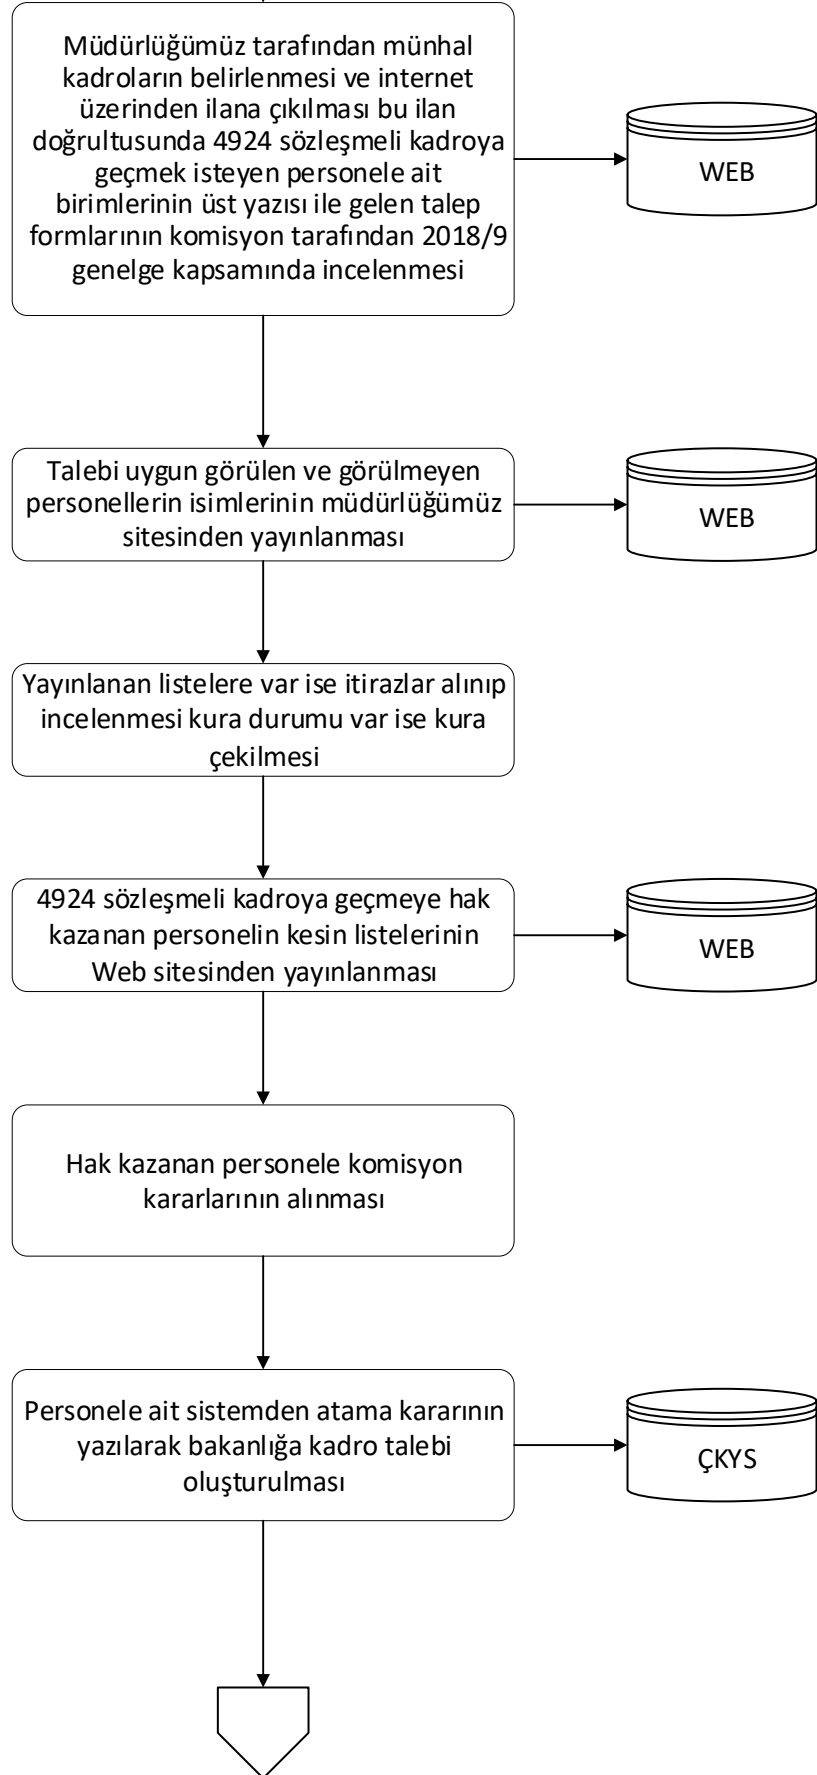 Müdürlüğümüz tarafından münhal
kadroların belirlenmesi ve internet
üzerinden ilana çıkılması bu ilan
doğrultusunda 4924 sözleşmeli kadroya
geçmek isteyen personele ait
birimlerinin üst yazısı ile gelen talep
formlarının komisyon tarafından 2018/9
genelge kapsamında incelenmesi
WEB
Talebi uygun görülen ve görülmeyen
personellerin isimlerinin müdürlüğümüz
sitesinden yayınlanması
WEB
Yayınlanan listelere var ise itirazlar alınıp
incelenmesi kura durumu var ise kura
çekilmesi
4924 sözleşmeli kadroya geçmeye hak
kazanan personelin kesin listelerinin
Web sitesinden yayınlanması
WEB
Hak kazanan personele komisyon
kararlarının alınması
Personele ait sistemden atama kararının
yazılarak bakanlığa kadro talebi
oluşturulması
ÇKYS